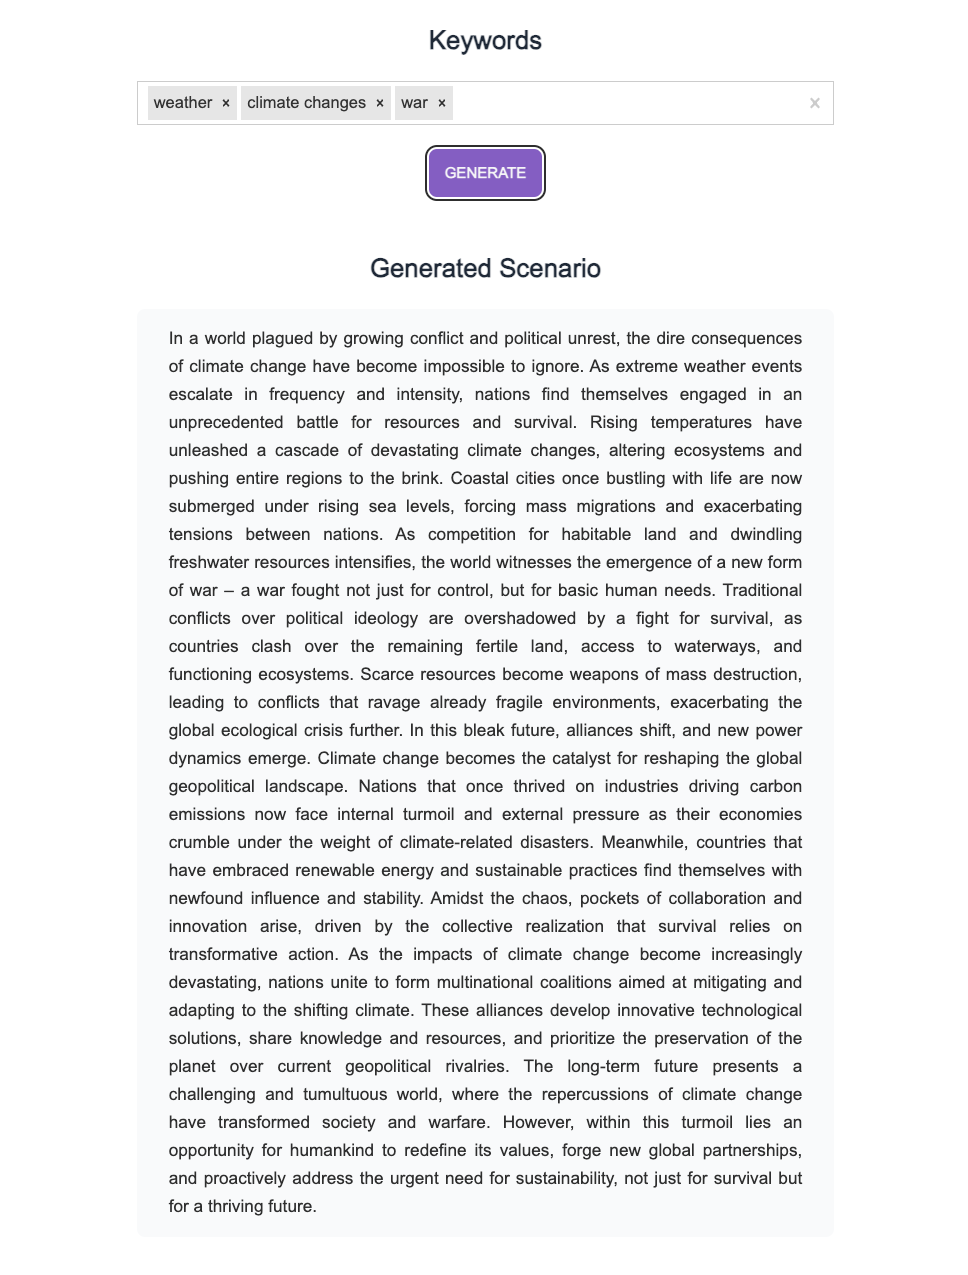 Keywords
weather × climate changes × war × ×
GENERATE
Generated Scenario
In a world plagued by growing conflict and political unrest, the dire consequences
of climate change have become impossible to ignore. As extreme weather events
escalate in frequency and intensity, nations find themselves engaged in an
unprecedented battle for resources and survival. Rising temperatures have
unleashed a cascade of devastating climate changes, altering ecosystems and
pushing entire regions to the brink. Coastal cities once bustling with life are now
submerged under rising sea levels, forcing mass migrations and exacerbating
tensions between nations. As competition for habitable land and dwindling
freshwater resources intensifies, the world witnesses the emergence of a new form
of war – a war fought not just for control, but for basic human needs. Traditional
conflicts over political ideology are overshadowed by a fight for survival, as
countries clash over the remaining fertile land, access to waterways, and
functioning ecosystems. Scarce resources become weapons of mass destruction,
leading to conflicts that ravage already fragile environments, exacerbating the
global ecological crisis further. In this bleak future, alliances shift, and new power
dynamics emerge. Climate change becomes the catalyst for reshaping the global
geopolitical landscape. Nations that once thrived on industries driving carbon
emissions now face internal turmoil and external pressure as their economies
crumble under the weight of climate-related disasters. Meanwhile, countries that
have embraced renewable energy and sustainable practices find themselves with
newfound influence and stability. Amidst the chaos, pockets of collaboration and
innovation arise, driven by the collective realization that survival relies on
transformative action. As the impacts of climate change become increasingly
devastating, nations unite to form multinational coalitions aimed at mitigating and
adapting to the shifting climate. These alliances develop innovative technological
solutions, share knowledge and resources, and prioritize the preservation of the
planet over current geopolitical rivalries. The long-term future presents a
challenging and tumultuous world, where the repercussions of climate change
have transformed society and warfare. However, within this turmoil lies an
opportunity for humankind to redefine its values, forge new global partnerships,
and proactively address the urgent need for sustainability, not just for survival but
for a thriving future.